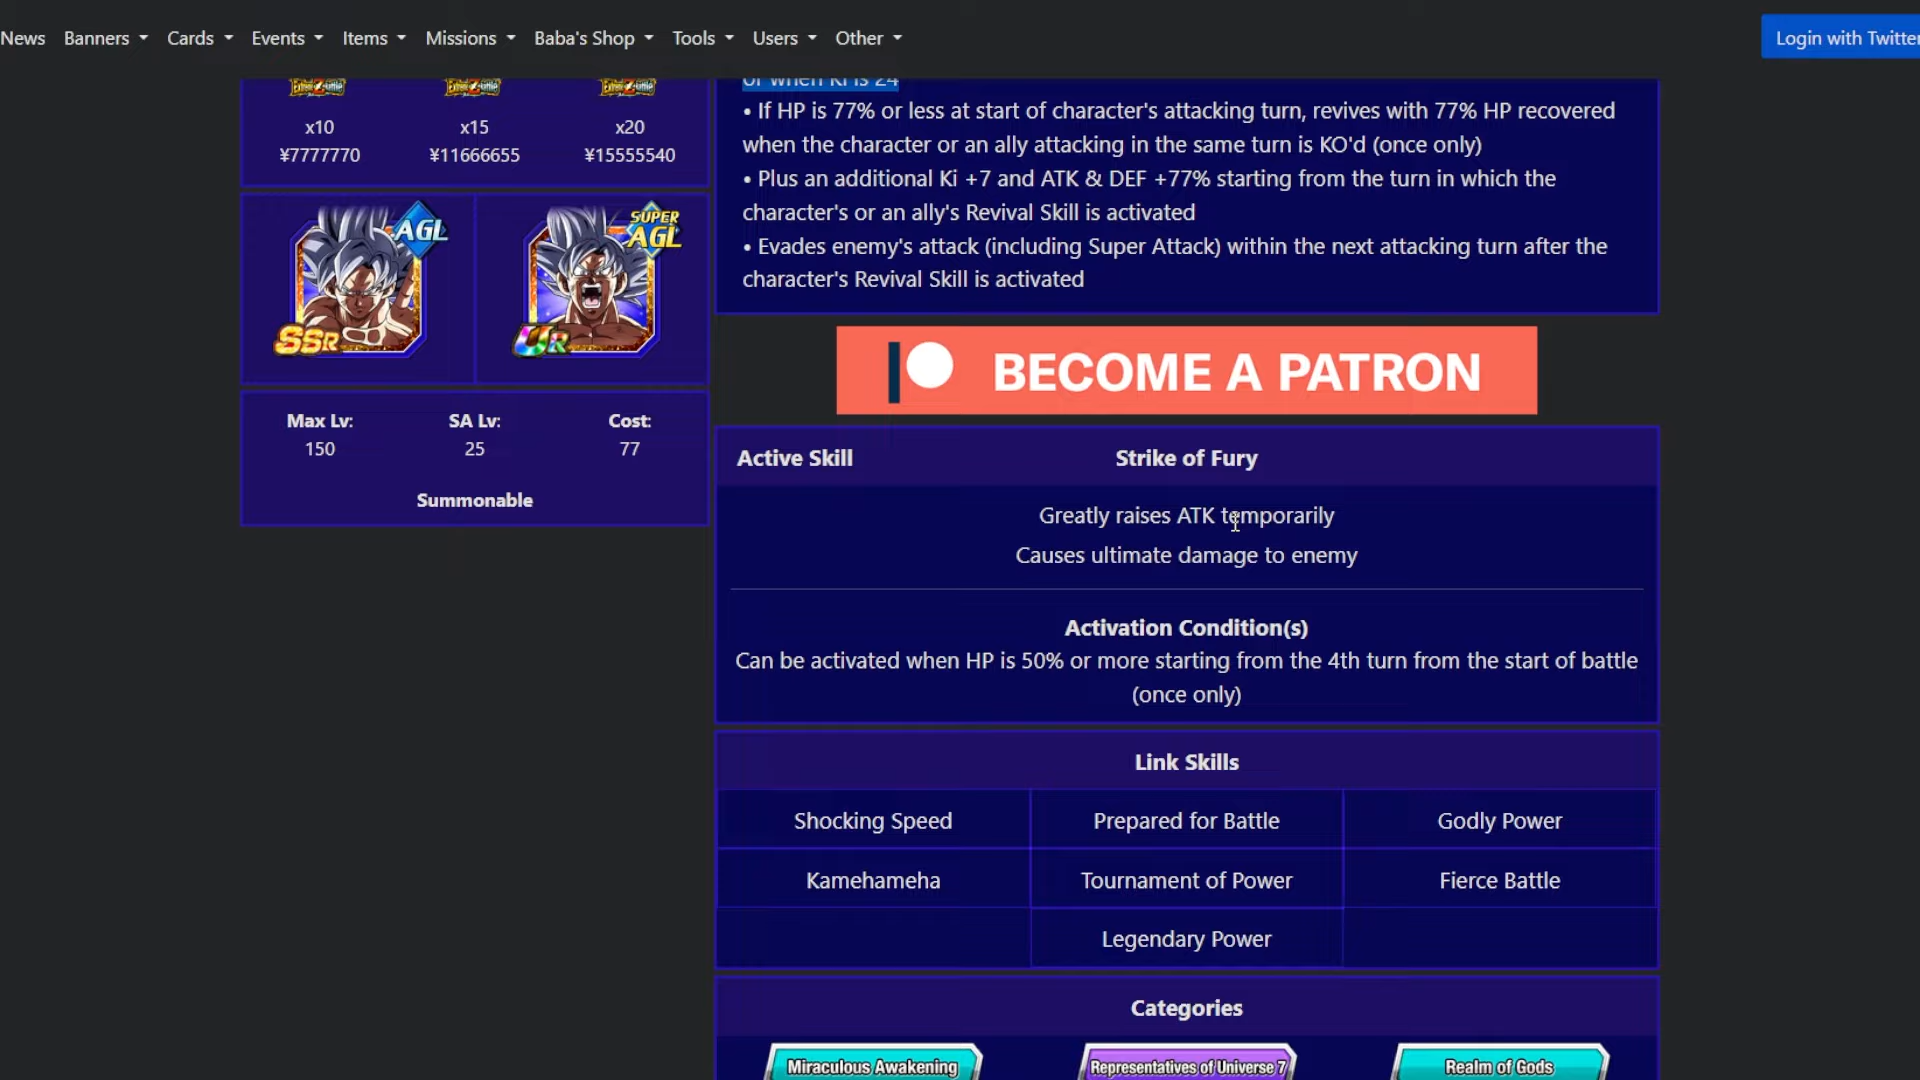 News Banners Cards Events Items Missions Baba's Shop Tools Users Other Login with Twitter
or when Ki is 24
• If HP is 77% or less at start of character's attacking turn, revives with 77% HP recovered
when the character or an ally attacking in the same turn is KO'd (once only)
• Plus an additional Ki +7 and ATK & DEF +77% starting from the turn in which the
character's or an ally's Revival Skill is activated
• Evades enemy's attack (including Super Attack) within the next attacking turn after the
character's Revival Skill is activated
x10 x15 x20
¥7777770 ¥11666655 ¥15555540
AGL SUPER AGL
SSR UR
Max Lv: SA Lv: Cost:
150 25 77
Summonable
BECOME A PATRON
Active Skill Strike of Fury
Greatly raises ATK temporarily
Causes ultimate damage to enemy
Activation Condition(s)
Can be activated when HP is 50% or more starting from the 4th turn from the start of battle
(once only)
Link Skills
Shocking Speed Prepared for Battle Godly Power
Kamehameha Tournament of Power Fierce Battle
Legendary Power
Categories
Miraculous Awakening Representatives of Universe 7 Realm of Gods